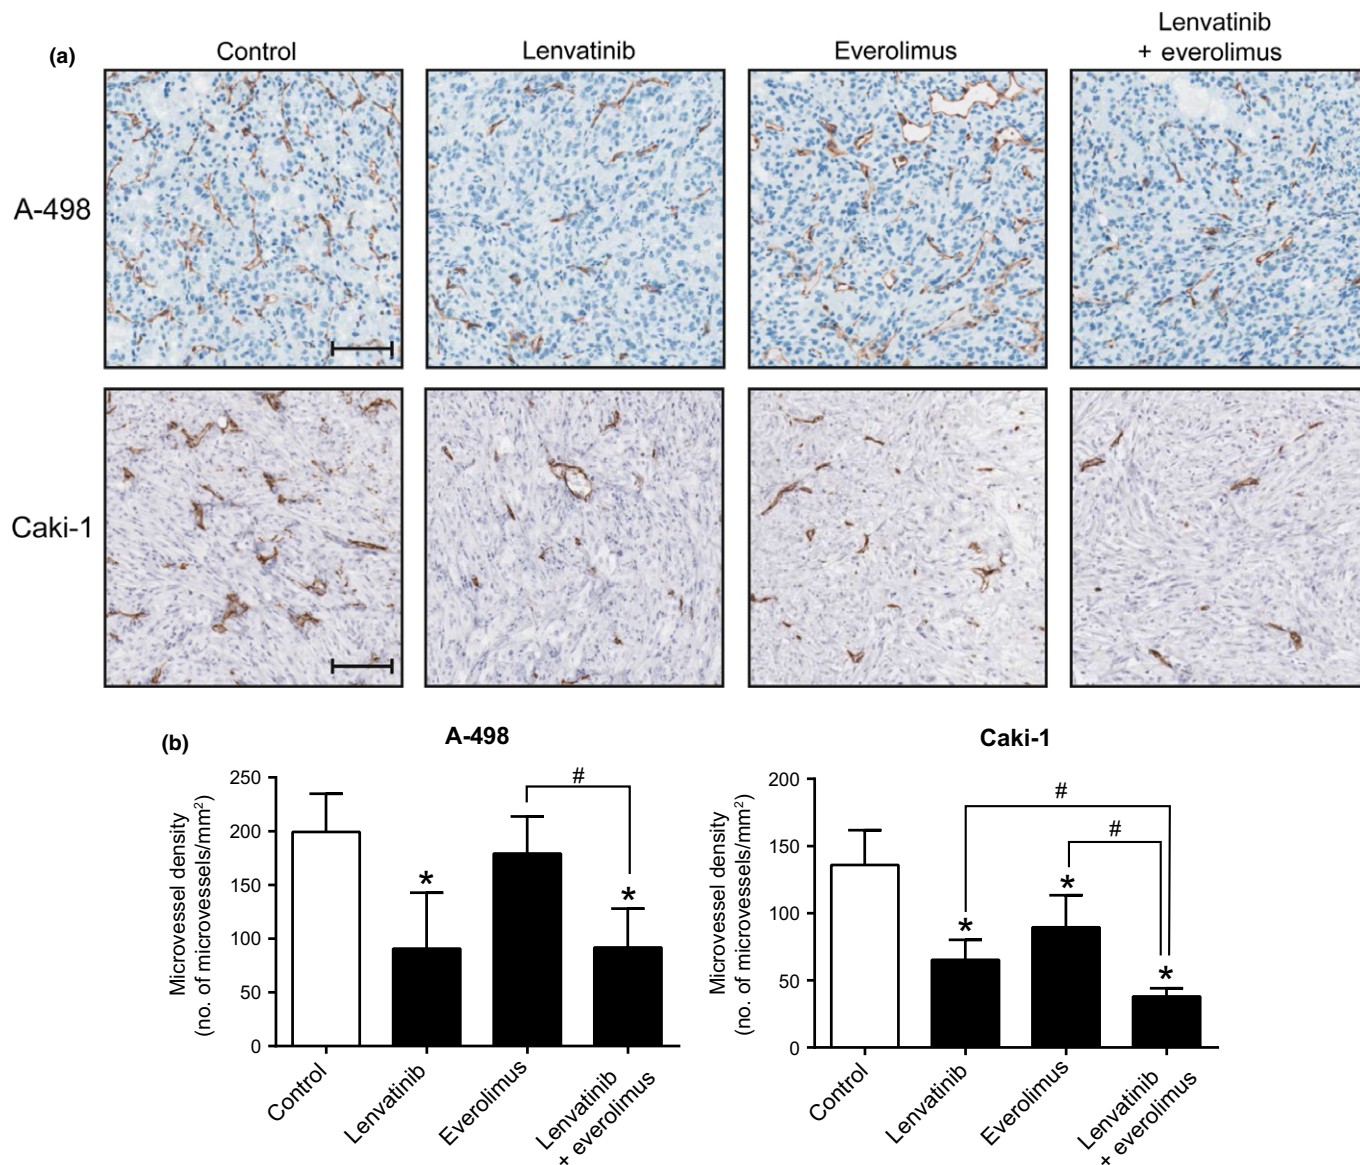 (a)
Control
Lenvatinib
Everolimus
Lenvatinib
+ everolimus
A-498
Caki-1
(b)
A-498
Microvessel density
(no. of microvessels/mm²)
250
200
150
100
50
0
*
*
#
Control
Lenvatinib
Everolimus
Lenvatinib
+ everolimus
Caki-1
Microvessel density
(no. of microvessels/mm²)
200
150
100
50
0
*
*
*
#
#
Control
Lenvatinib
Everolimus
Lenvatinib
+ everolimus